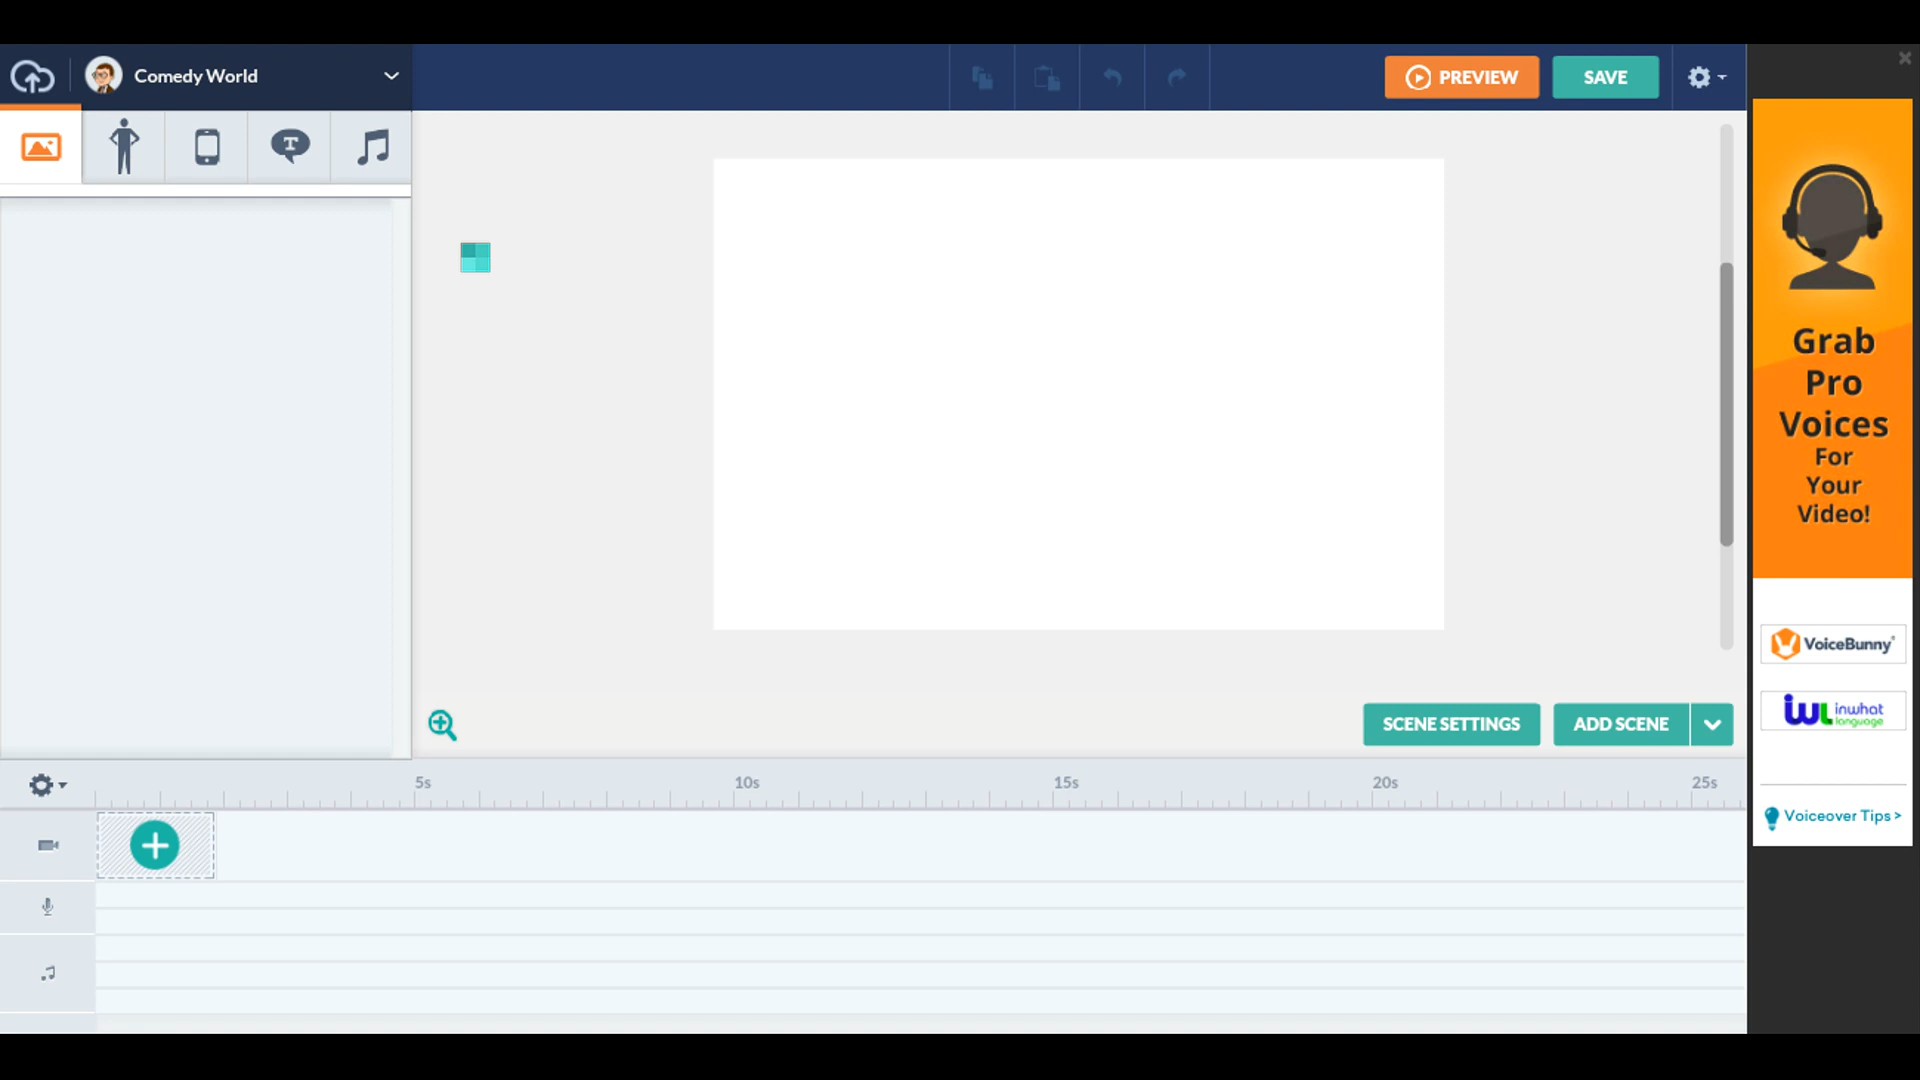 Comedy World
PREVIEW
SAVE
T
Grab
Pro
Voices
For
Your
Video!
VoiceBunny
inwhat
language
SCENE SETTINGS
ADD SCENE
5s
10s
15s
20s
25s
Voiceover Tips >